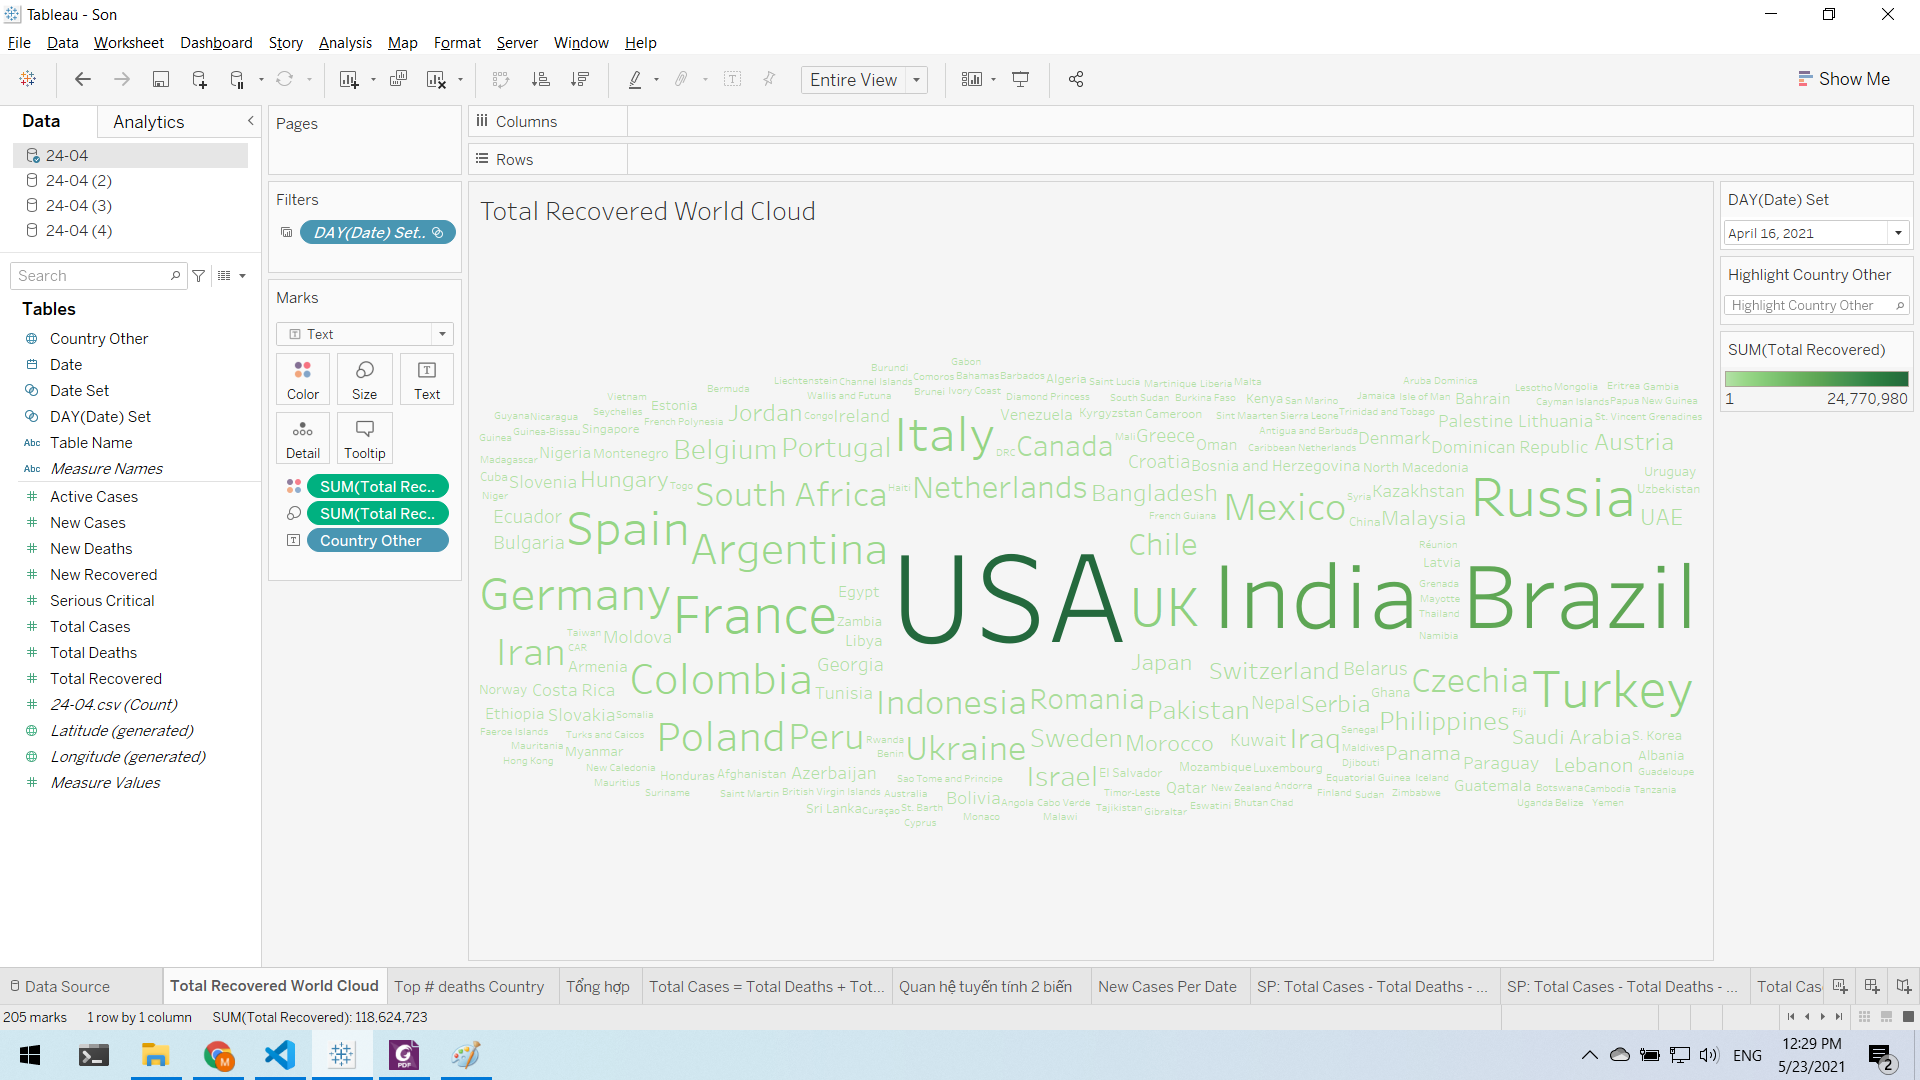 Tableau - Son
File Data Worksheet Dashboard Story Analysis Map Format Server Window Help
Entire View
Show Me
Data Analytics
24-04
24-04 (2)
24-04 (3)
24-04 (4)
Search
Tables
Country Other
Date
Date Set
DAY(Date) Set
Abc Table Name
Abc Measure Names
Active Cases
New Cases
New Deaths
New Recovered
Serious Critical
Total Cases
Total Deaths
Total Recovered
24-04.csv (Count)
Latitude (generated)
Longitude (generated)
Measure Values
Pages
Filters
DAY(Date) Set..
Marks
Text
Color Size Text
Detail Tooltip
SUM(Total Rec..
SUM(Total Rec..
Country Other
Columns
Rows
Total Recovered World Cloud
Gabon
Burundi
Liechtenstein Channel Islands Comoros Bahamas Barbados Algeria Saint Lucia Martinique Liberia Malta Aruba Dominica
Bermuda Wallis and Futuna Brunei Ivory Coast Lesotho Mongolia Eritrea Gambia
Vietnam Diamond Princess South Sudan Burkina Faso Kenya San Marino Jamaica Isle of Man Bahrain Cayman Islands Papua New Guinea
Seychelles Estonia Jordan Congo Ireland Venezuela Kyrgyzstan Cameroon Sint Maarten Sierra Leone Trinidad and Tobago St. Vincent Grenadines
Guyana Nicaragua French Polynesia Palestine Lithuania
Guinea Guinea-Bissau Singapore Italy Mali Greece Antigua and Barbuda Denmark Austria
Nigeria Montenegro Belgium Portugal DRC Canada Oman Caribbean Netherlands Dominican Republic
Madagascar Croatia Bosnia and Herzegovina North Macedonia
Cuba Slovenia Hungary Togo Uruguay
Niger South Africa Haiti Netherlands Bangladesh Syria Kazakhstan Uzbekistan
Ecuador Spain French Guiana Mexico China Malaysia Russia UAE
Bulgaria Argentina Chile Réunion
Latvia
Germany France Egypt USA UK India Grenada Brazil
Mayotte
Zambia Thailand
Taiwan Moldova Libya Namibia
Iran CAR
Armenia Georgia Japan Switzerland Belarus
Norway Costa Rica Colombia Tunisia Ghana Czechia Turkey
Ethiopia Slovakia Somalia Indonesia Romania Pakistan Nepal Serbia Fiji
Faeroe Islands Turks and Caicos Senegal Philippines
Mauritania Poland Peru Rwanda Ukraine Sweden Morocco Kuwait Iraq Maldives Saudi Arabia S. Korea
Myanmar Benin Panama Albania
Hong Kong Djibouti Paraguay Lebanon
New Caledonia Honduras Afghanistan Azerbaijan Sao Tome and Principe Israel El Salvador Mozambique Luxembourg Equatorial Guinea Iceland Guadeloupe
Mauritius Suriname Saint Martin British Virgin Islands Australia Timor-Leste Qatar New Zealand Andorra Finland Sudan Zimbabwe Guatemala Botswana Cambodia Tanzania
Sri Lanka Curaçao St. Barth Bolivia Angola Cabo Verde Tajikistan Gibraltar Eswatini Bhutan Chad Uganda Belize Yemen
Cyprus Monaco Malawi
DAY(Date) Set
April 16, 2021
Highlight Country Other
Highlight Country Other
SUM(Total Recovered)
1 24,770,980
Data Source Total Recovered World Cloud Top # deaths Country Tổng hợp Total Cases = Total Deaths + Tot... Quan hệ tuyến tính 2 biến New Cases Per Date SP: Total Cases - Total Deaths - ... SP: Total Cases - Total Deaths - ... Total Cas
205 marks 1 row by 1 column SUM(Total Recovered): 118,624,723
ENG
12:29 PM
5/23/2021
2